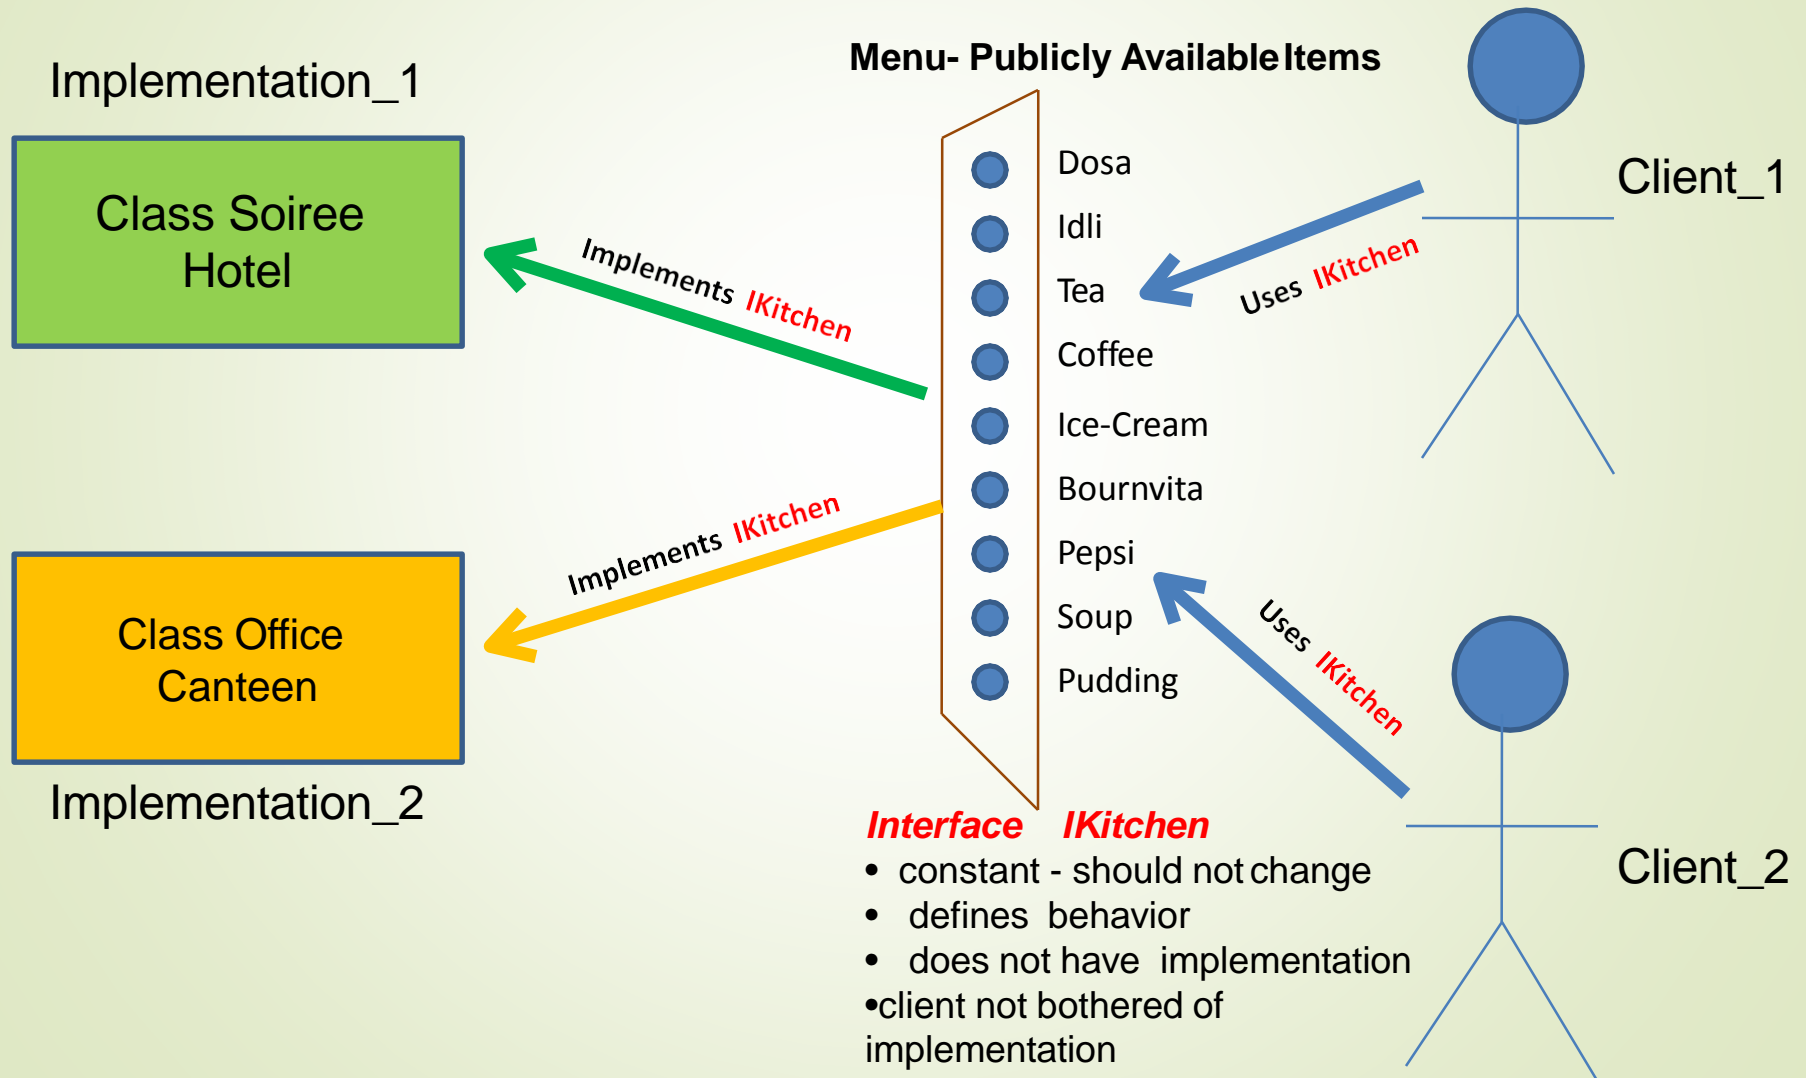 Menu- Publicly Available Items
Implementation_1
Class Soiree
Hotel
Implements IKitchen
Dosa
Idli
Tea
Coffee
Ice-Cream
Bournvita
Pepsi
Soup
Pudding
Uses IKitchen
Client_1
Implements IKitchen
Class Office
Canteen
Implementation_2
Uses IKitchen
Client_2
Interface IKitchen
• constant - should not change
• defines behavior
• does not have implementation
•client not bothered of
implementation